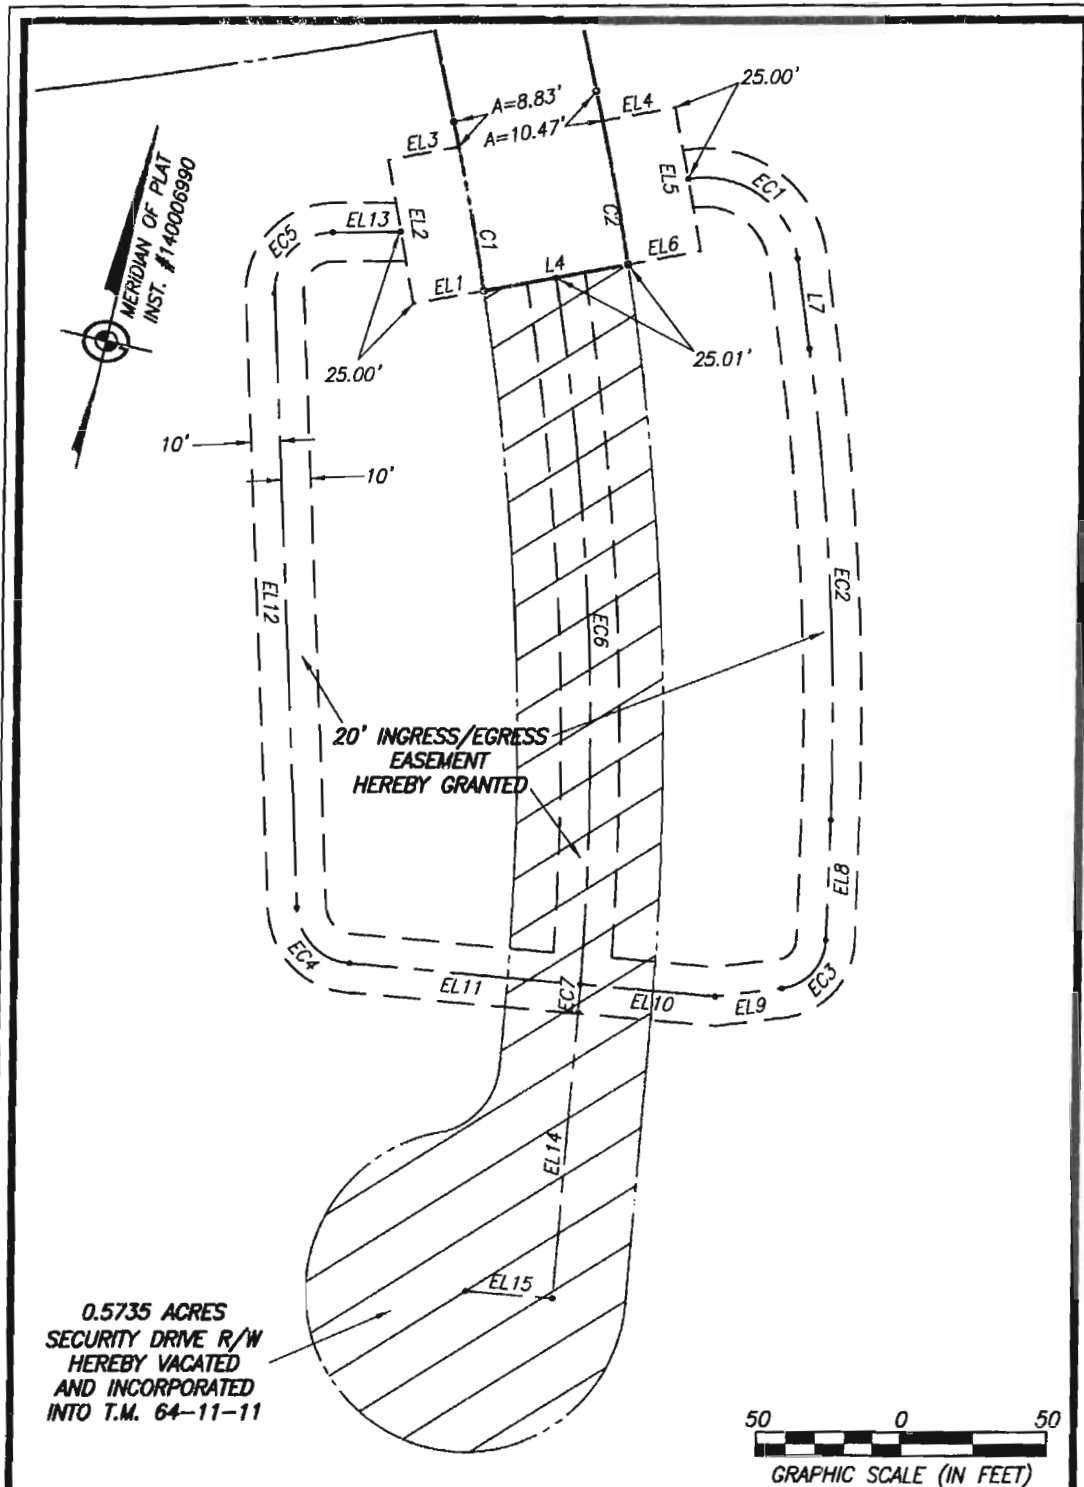 25.00'
A=8.83'
EL4
A=10.47'
EL3
MERIDIAN OF PLAT
INST. #140006990
EL5
EC1
EL13
EL2
C2
EC5
C1
EL6
L4
EL1
L7
25.00'
25.01'
10'
10'
EC2
EL12
EC6
20' INGRESS/EGRESS
EASEMENT
HEREBY GRANTED
EL8
EC4
EL11
EC7
EL10
EL9
EC3
EL14
EL15
0.5735 ACRES
SECURITY DRIVE R/W
HEREBY VACATED
AND INCORPORATED
INTO T.M. 64-11-11
50 0 50
GRAPHIC SCALE (IN FEET)